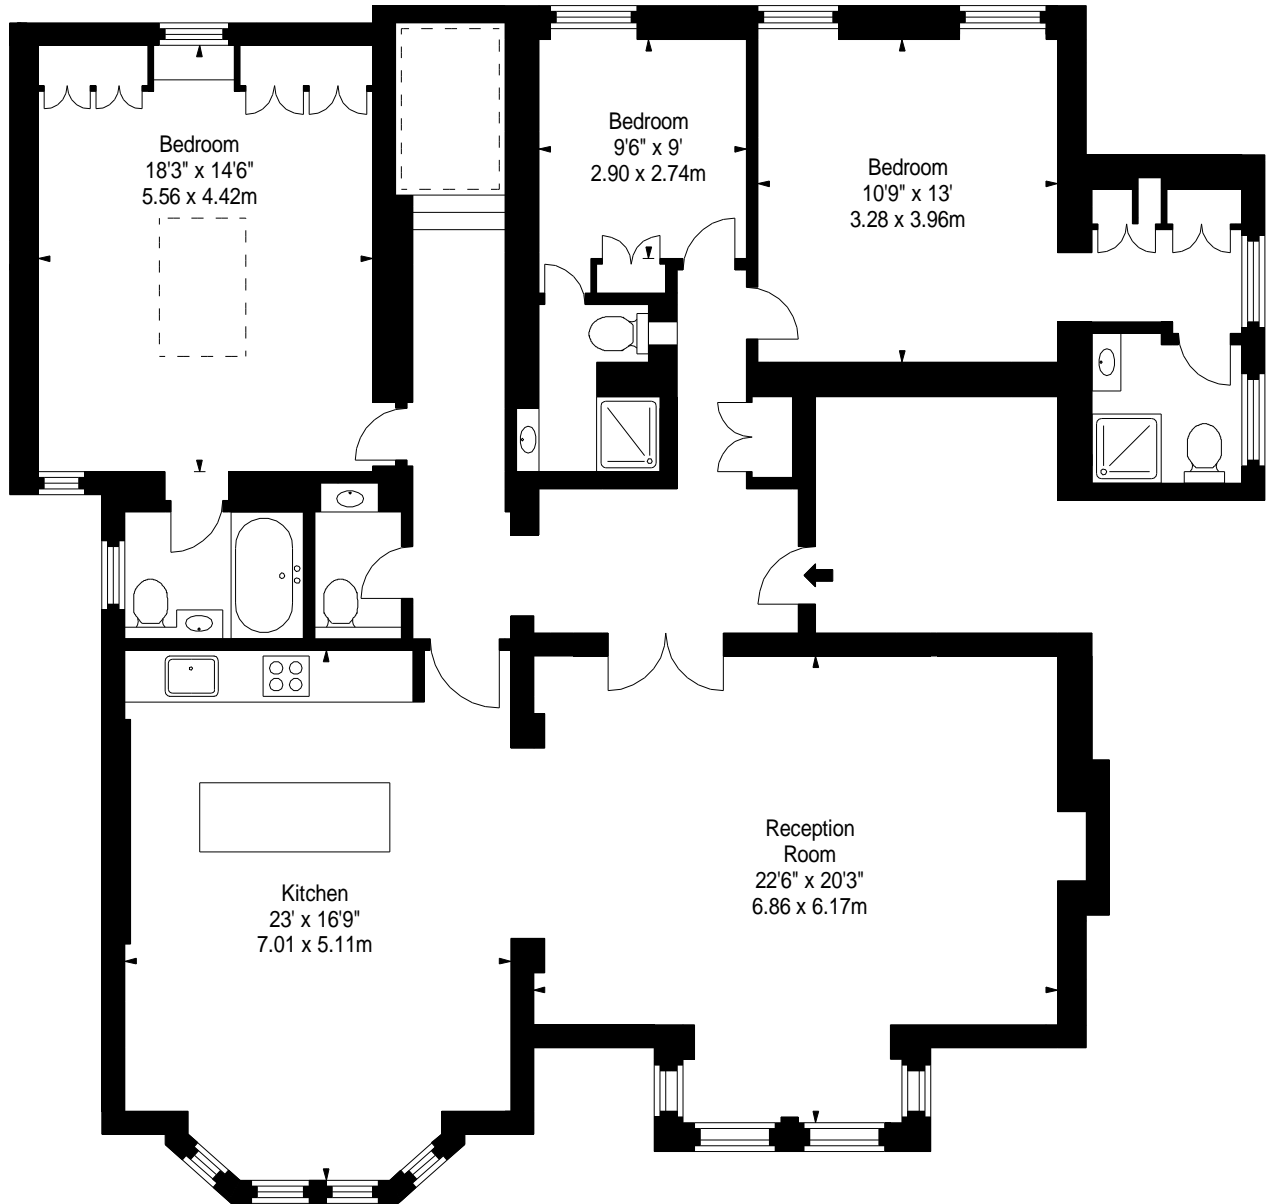 Bedroom
18'3" x 14'6"
5.56 x 4.42m
Bedroom
9'6" x 9'
2.90 x 2.74m
Bedroom
10'9" x 13'
3.28 x 3.96m
Reception
Room
22'6" x 20'3"
6.86 x 6.17m
Kitchen
23' x 16'9"
7.01 x 5.11m